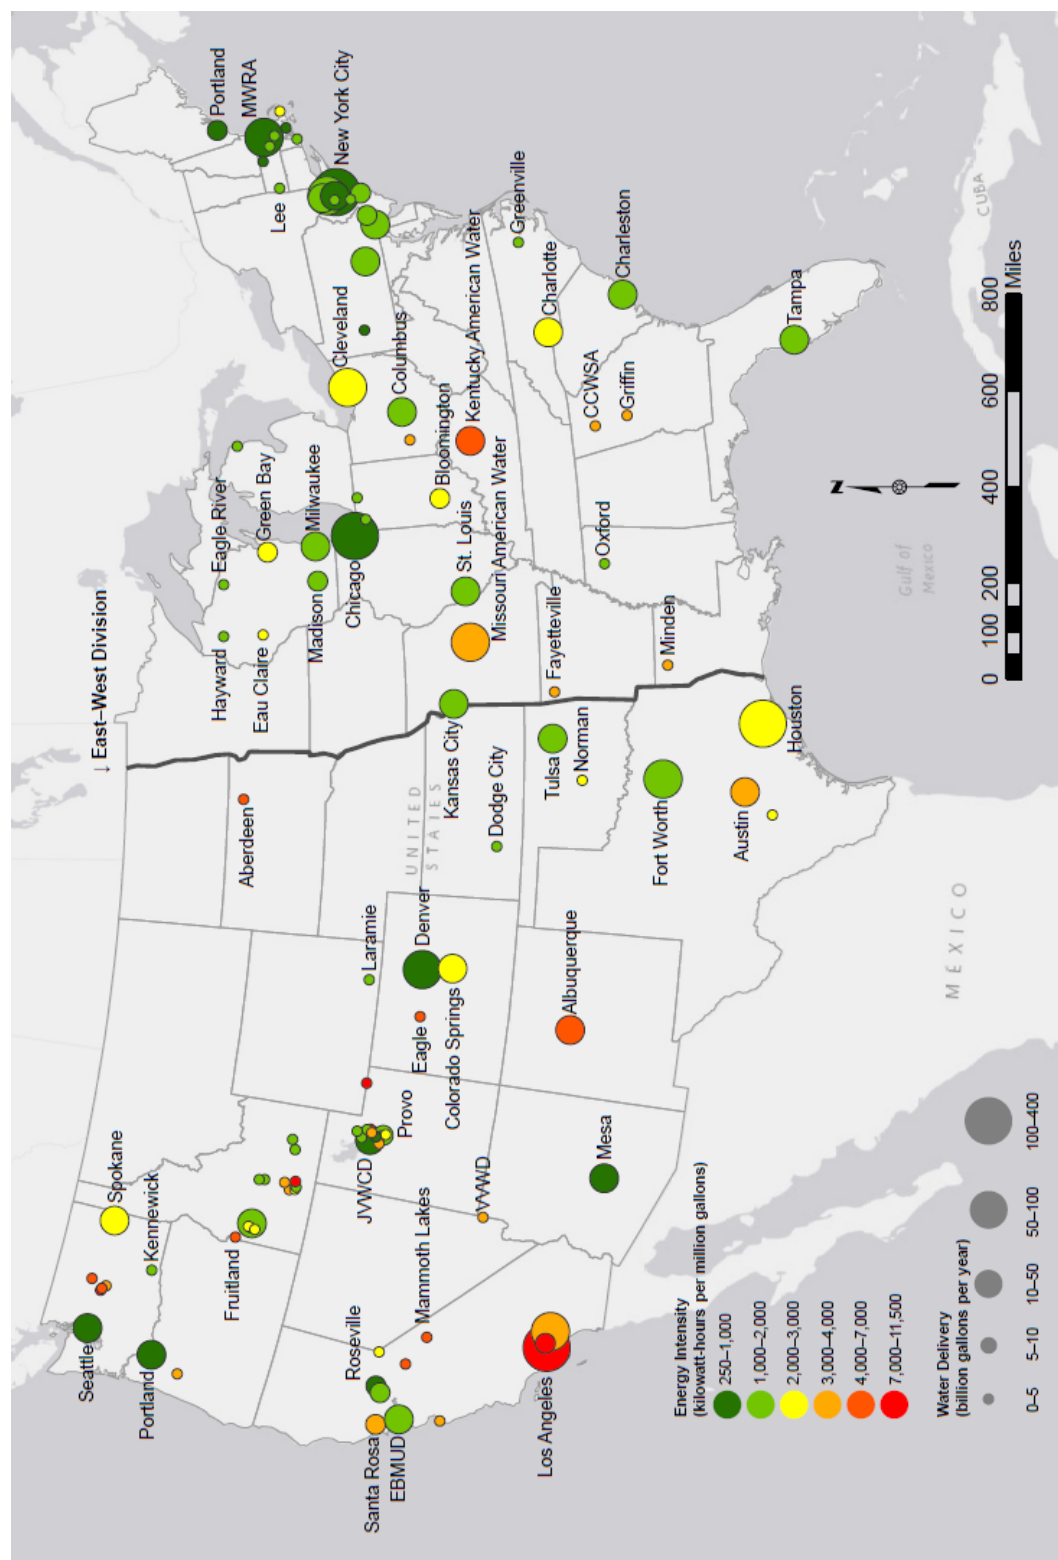 ↓ East–West Division
Seattle
Spokane
Portland
Kennewick
Fruitland
Aberdeen
Hayward
Eagle River
Eau Claire
Green Bay
Madison
Milwaukee
Chicago
Lee
Portland
MWRA
New York City
Cleveland
Columbus
Bloomington
Kentucky American Water
St. Louis
Missouri American Water
Kansas City
UNITED
STATES
Laramie
Denver
Eagle
Colorado Springs
Dodge City
JVWCD
Provo
Roseville
Santa Rosa
EBMUD
Mammoth Lakes
VVWD
Los Angeles
Mesa
Albuquerque
Tulsa
Norman
Fayetteville
Fort Worth
Austin
Houston
Minden
Oxford
CCWSA
Griffin
Charlotte
Greenville
Charleston
Tampa
Gulf of
Mexico
CUBA
MÉXICO
N
Energy Intensity
(kilowatt-hours per million gallons)
250–1,000
1,000–2,000
2,000–3,000
3,000–4,000
4,000–7,000
7,000–11,500
Water Delivery
(billion gallons per year)
0–5
5–10
10–50
50–100
100–400
0 100 200 400 600 800
Miles